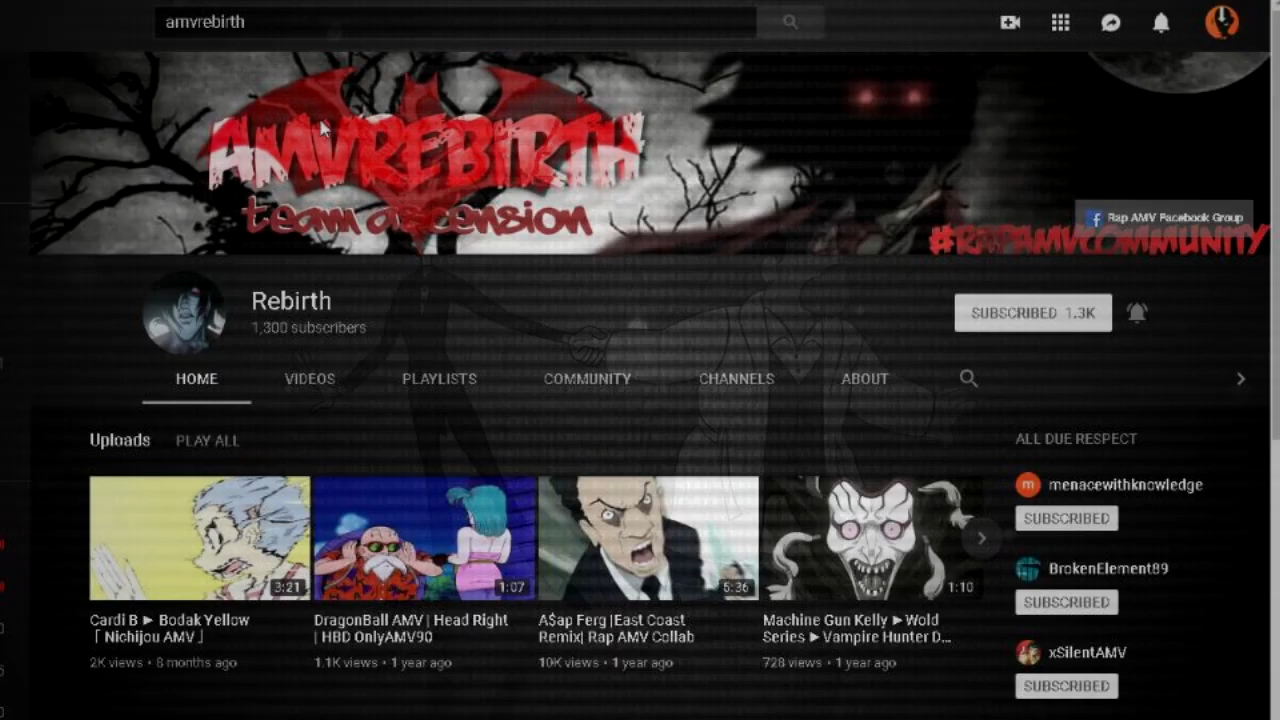 amvrebirth
AMVREBIRTH
team ascension
f Rap AMV Facebook Group
#RAPAMVCOMMUNITY
Rebirth
1,300 subscribers
SUBSCRIBED 1.3K
HOME VIDEOS PLAYLISTS COMMUNITY CHANNELS ABOUT
Uploads PLAY ALL
ALL DUE RESPECT
m menacewithknowledge
SUBSCRIBED
BrokenElement89
SUBSCRIBED
xSilentAMV
SUBSCRIBED
3:21 1:07 5:36 1:10
Cardi B ► Bodak Yellow
「 Nichijou AMV 」
2K views • 8 months ago
DragonBall AMV | Head Right
| HBD OnlyAMV90
1.1K views • 1 year ago
A$ap Ferg |East Coast
Remix| Rap AMV Collab
10K views • 1 year ago
Machine Gun Kelly ► Wold
Series ► Vampire Hunter D...
728 views • 1 year ago